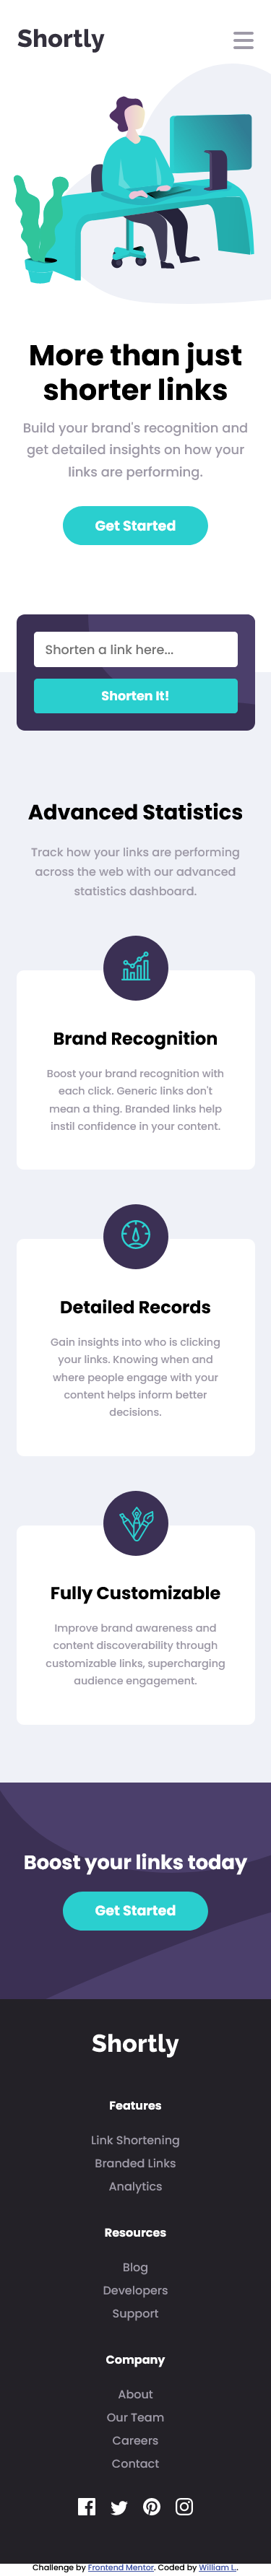 Shortly
More than just
shorter links
Build your brand's recognition and
get detailed insights on how your
links are performing.
Get Started
Shorten a link here...
Shorten It!
Advanced Statistics
Track how your links are performing
across the web with our advanced
statistics dashboard.
Brand Recognition
Boost your brand recognition with
each click. Generic links don't
mean a thing. Branded links help
instil confidence in your content.
Detailed Records
Gain insights into who is clicking
your links. Knowing when and
where people engage with your
content helps inform better
decisions.
Fully Customizable
Improve brand awareness and
content discoverability through
customizable links, supercharging
audience engagement.
Boost your links today
Get Started
Shortly
Features
Link Shortening
Branded Links
Analytics
Resources
Blog
Developers
Support
Company
About
Our Team
Careers
Contact
Challenge by Frontend Mentor. Coded by William L..